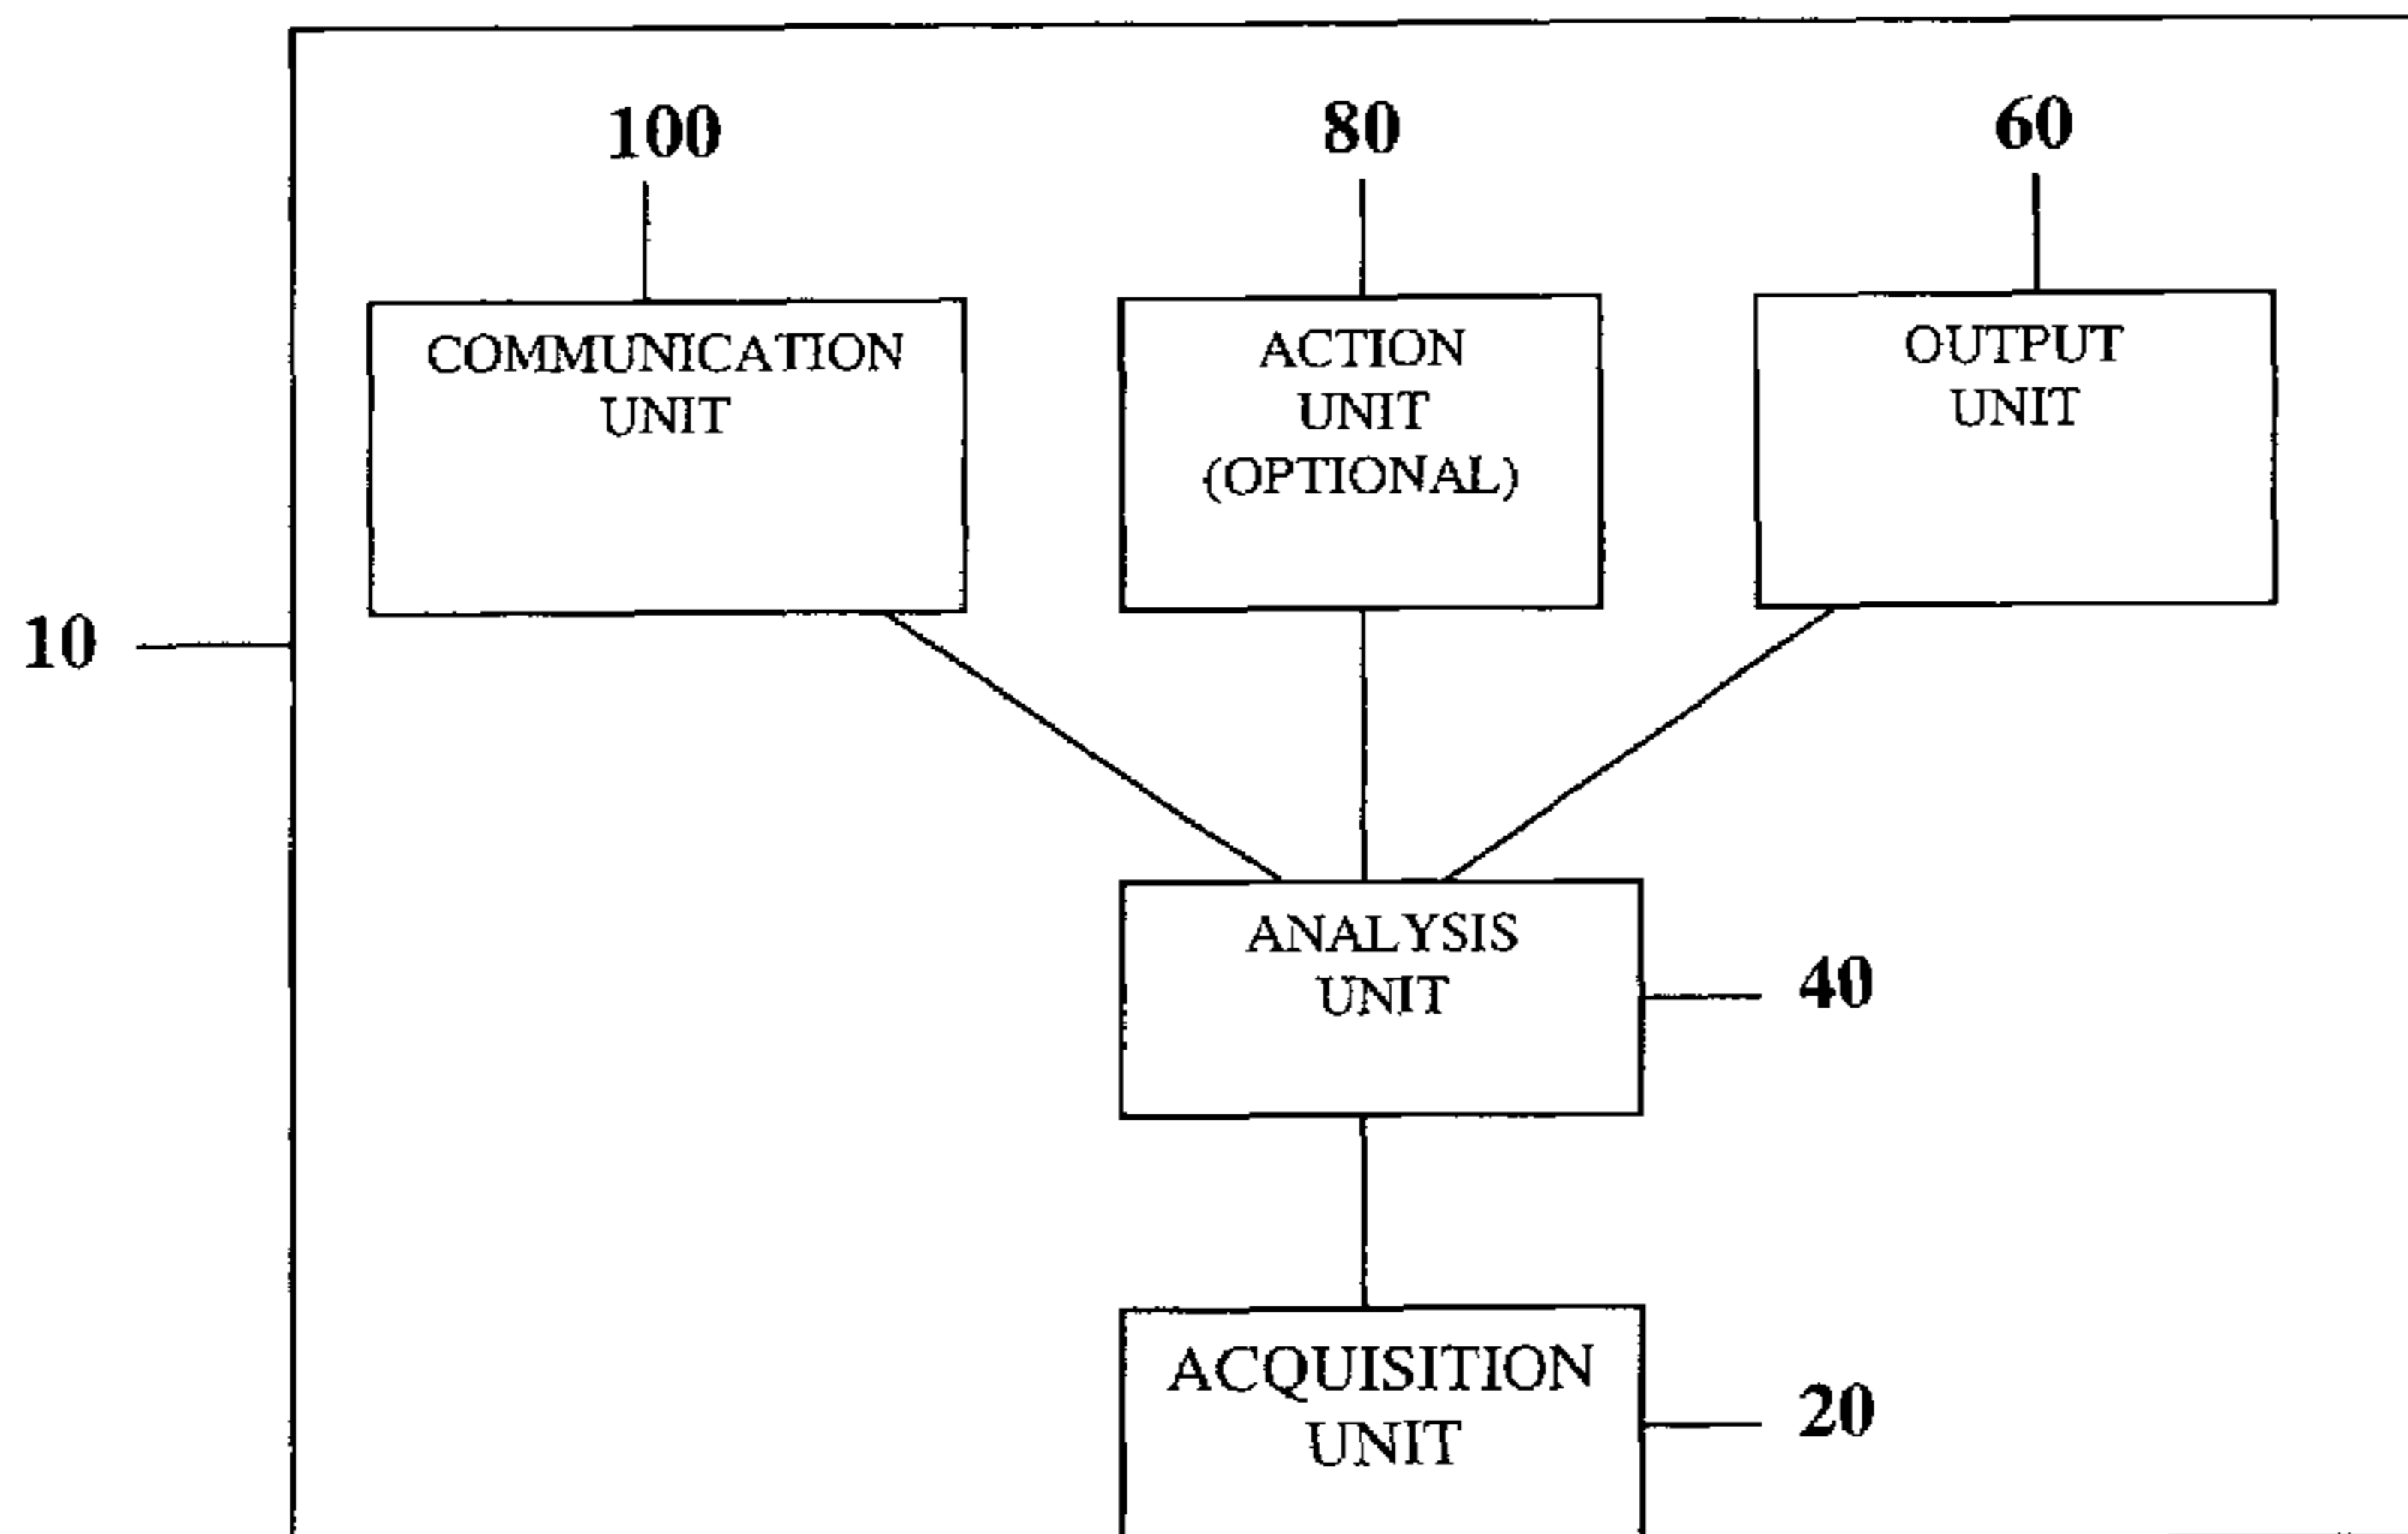 100
80
60
COMMUNICATION
UNIT
ACTION
UNIT
(OPTIONAL)
OUTPUT
UNIT
10
ANALYSIS
UNIT
40
ACQUISITION
UNIT
20